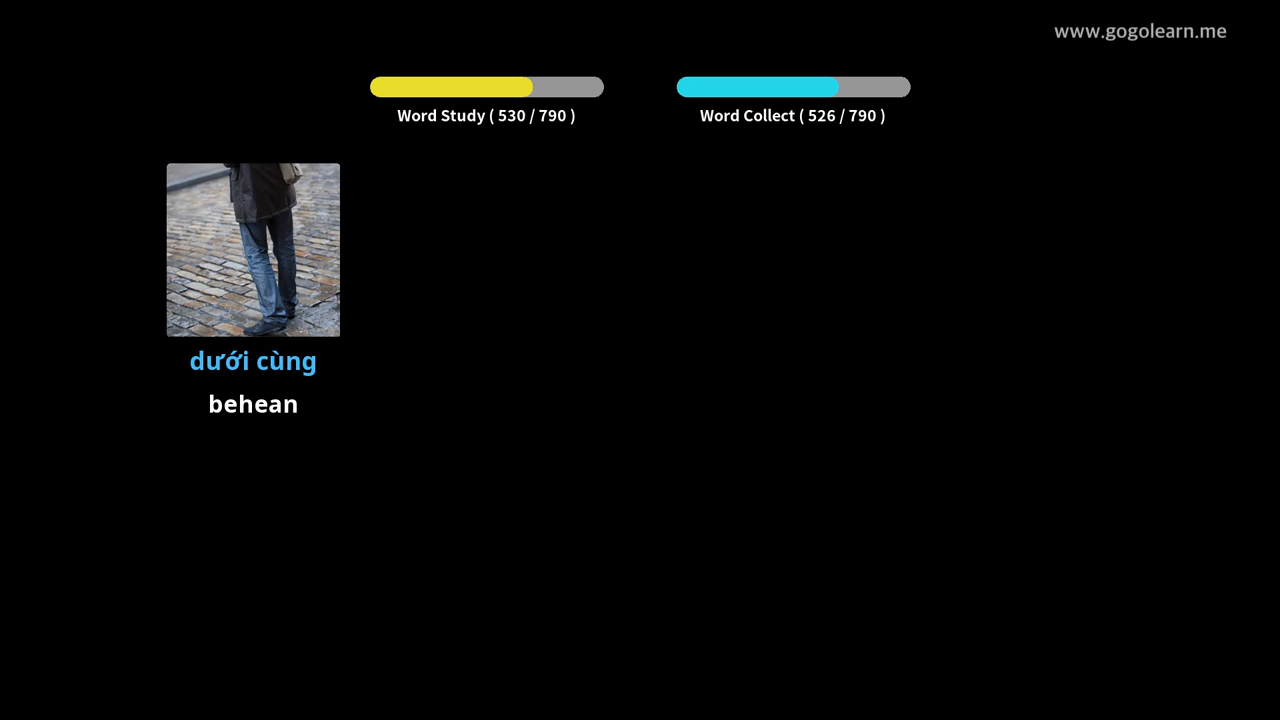 www.gogolearn.me
Word Study ( 530 / 790 )
Word Collect ( 526 / 790 )
dưới cùng
behean